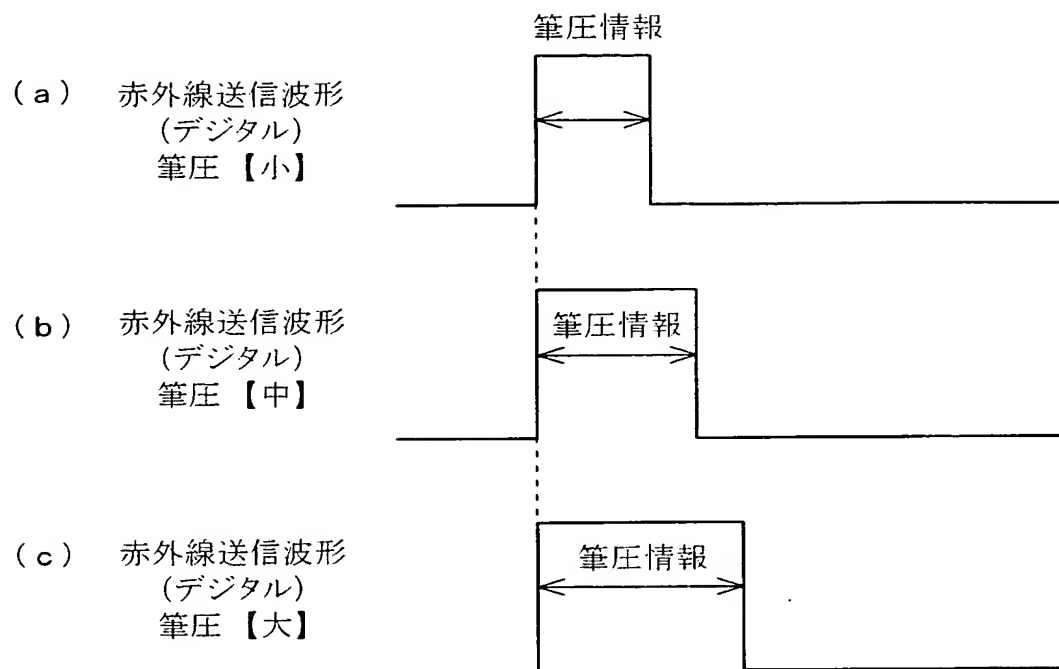 筆圧情報
(a) 赤外線送信波形
(デジタル)
筆圧【小】
(b) 赤外線送信波形
(デジタル)
筆圧【中】
筆圧情報
(c) 赤外線送信波形
(デジタル)
筆圧【大】
筆圧情報